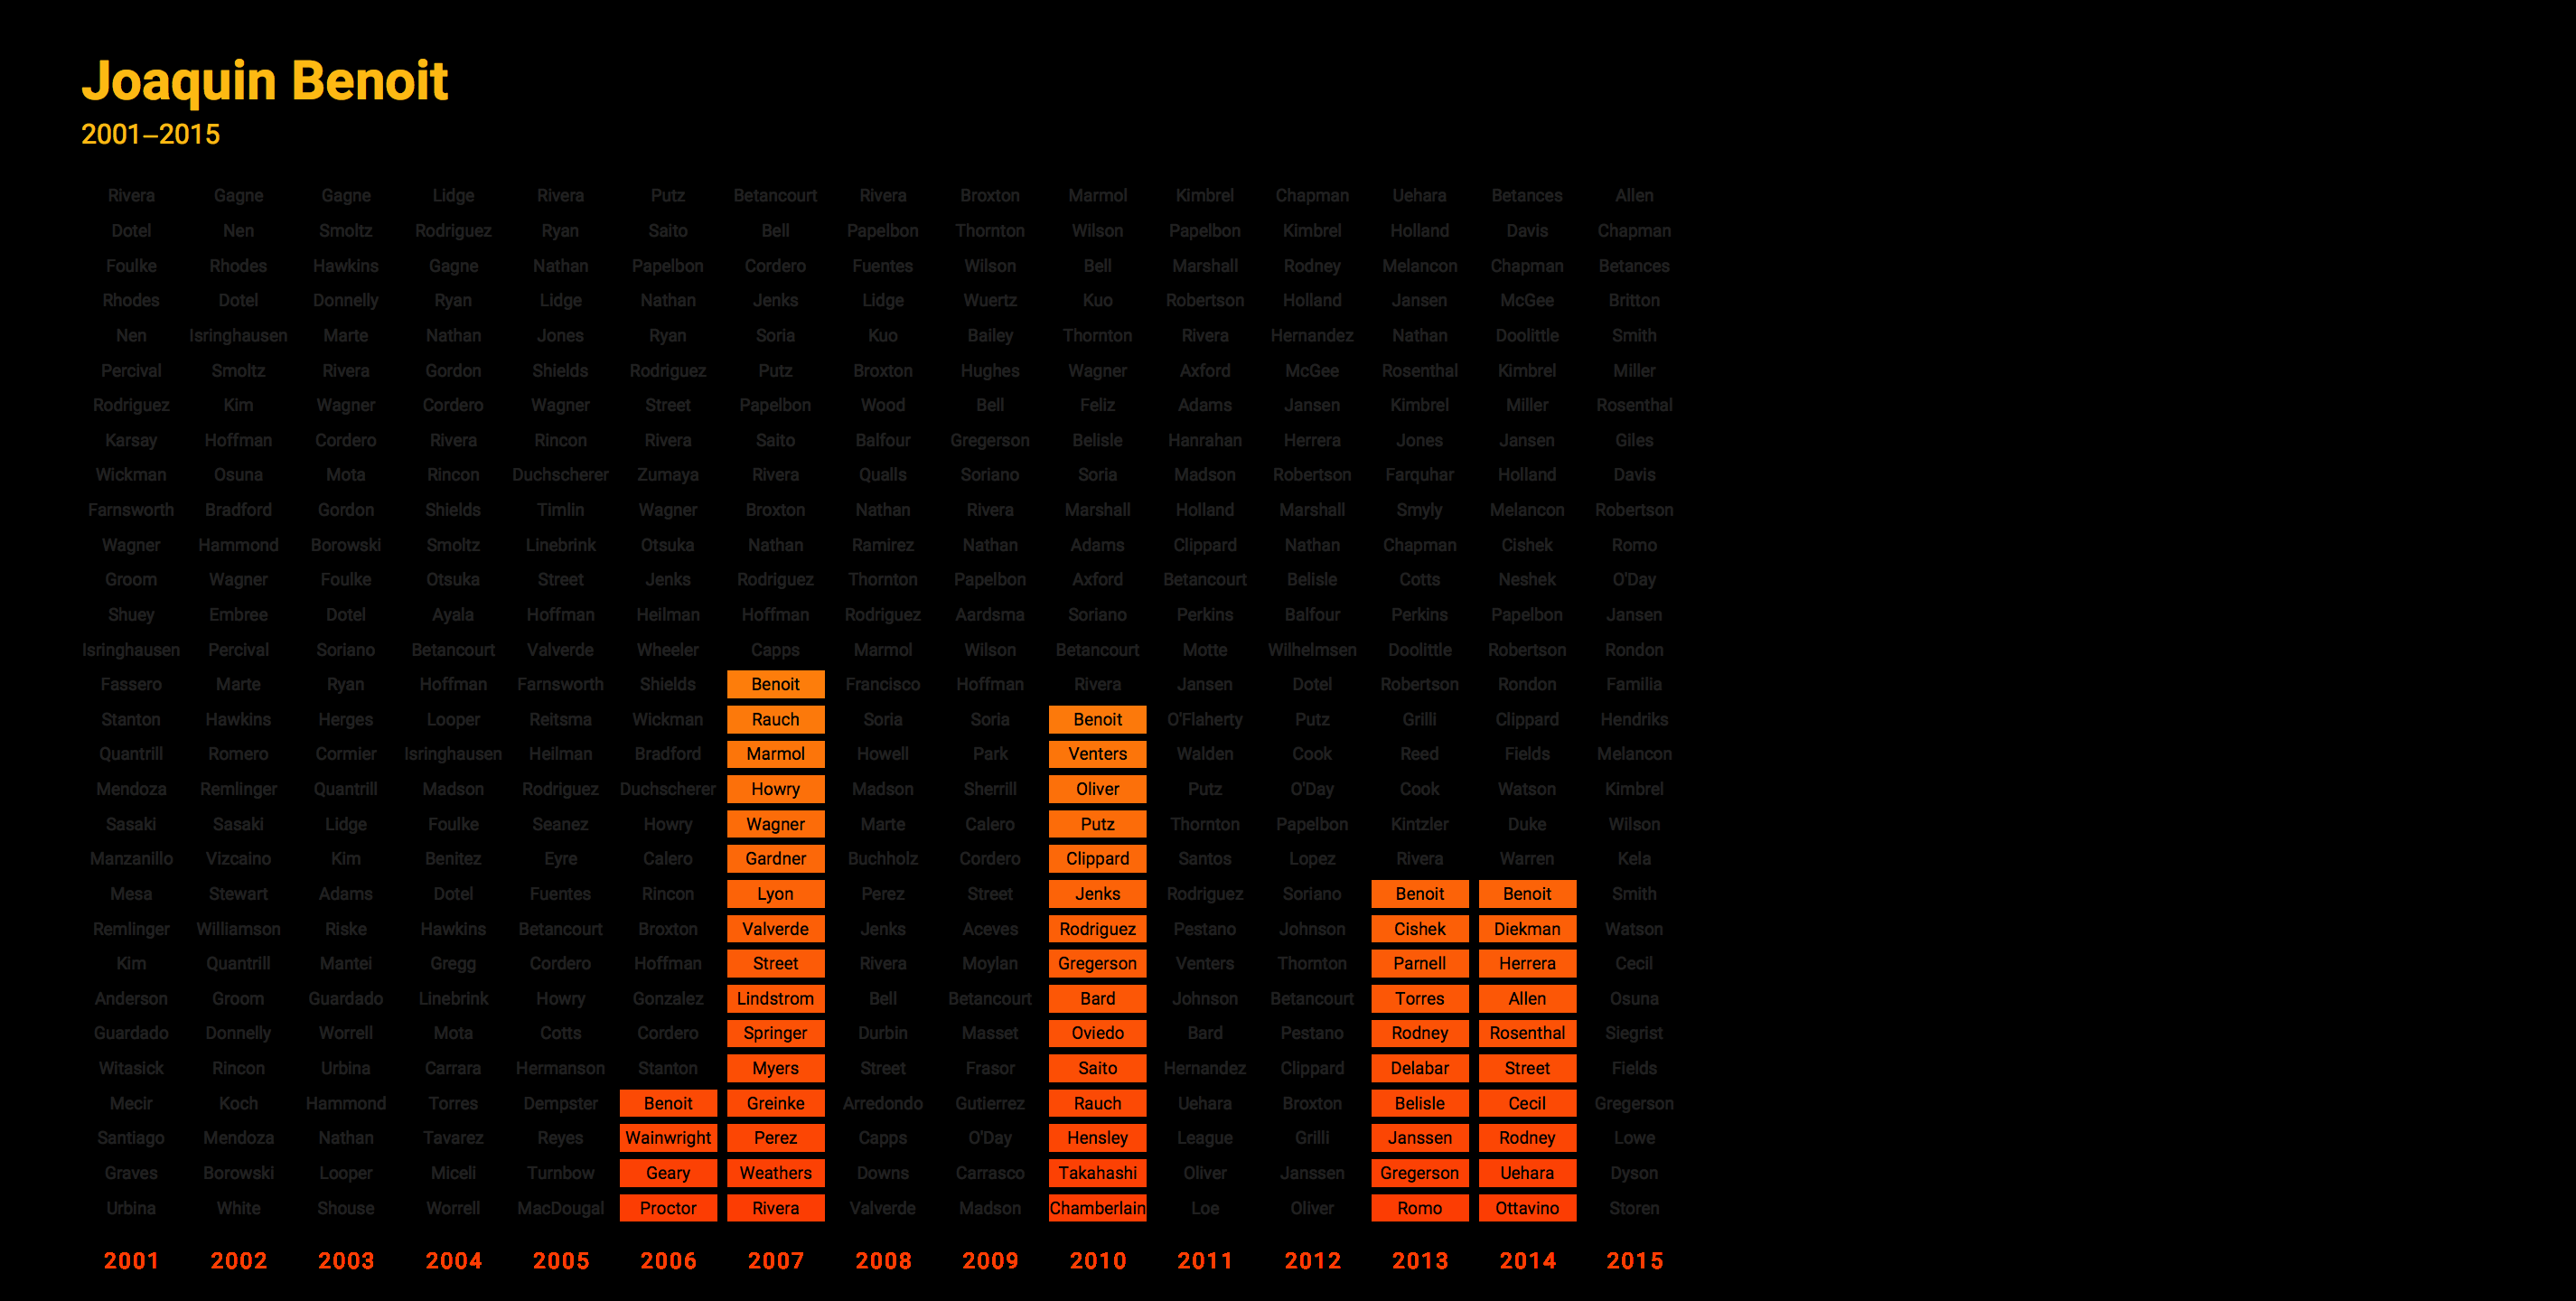 Joaquin Benoit
2001–2015
Rivera Gagne Gagne Lidge Rivera Putz Betancourt Rivera Broxton Marmol Kimbrel Chapman Uehara Betances Allen
Dotel Nen Smoltz Rodriguez Ryan Saito Bell Papelbon Thornton Wilson Papelbon Kimbrel Holland Davis Chapman
Foulke Rhodes Hawkins Gagne Nathan Papelbon Cordero Fuentes Wilson Bell Marshall Rodney Melancon Chapman Betances
Rhodes Dotel Donnelly Ryan Lidge Nathan Jenks Lidge Wuertz Kuo Robertson Holland Jansen McGee Britton
Nen Isringhausen Marte Nathan Jones Ryan Soria Kuo Bailey Thornton Rivera Hernandez Nathan Doolittle Smith
Percival Smoltz Rivera Gordon Shields Rodriguez Putz Broxton Hughes Wagner Axford McGee Rosenthal Kimbrel Miller
Rodriguez Kim Wagner Cordero Wagner Street Papelbon Wood Bell Feliz Adams Jansen Kimbrel Miller Rosenthal
Karsay Hoffman Cordero Rivera Rincon Rivera Saito Balfour Gregerson Belisle Hanrahan Herrera Jones Jansen Giles
Wickman Osuna Mota Rincon Duchscherer Zumaya Rivera Qualls Soriano Soria Madson Robertson Farquhar Holland Davis
Farnsworth Bradford Gordon Shields Timlin Wagner Broxton Nathan Rivera Marshall Holland Marshall Smyly Melancon Robertson
Wagner Hammond Borowski Smoltz Linebrink Otsuka Nathan Ramirez Nathan Adams Clippard Nathan Chapman Cishek Romo
Groom Wagner Foulke Otsuka Street Jenks Rodriguez Thornton Papelbon Axford Betancourt Belisle Cotts Neshek O'Day
Shuey Embree Dotel Ayala Hoffman Heilman Hoffman Rodriguez Aardsma Soriano Perkins Balfour Perkins Papelbon Jansen
Isringhausen Percival Soriano Betancourt Valverde Wheeler Capps Marmol Wilson Betancourt Motte Wilhelmsen Doolittle Robertson Rondon
Fassero Marte Ryan Hoffman Farnsworth Shields Benoit Francisco Hoffman Rivera Jansen Dotel Robertson Rondon Familia
Stanton Hawkins Herges Looper Reitsma Wickman Rauch Soria Soria Benoit O'Flaherty Putz Grilli Clippard Hendriks
Quantrill Romero Cormier Isringhausen Heilman Bradford Marmol Howell Park Venters Walden Cook Reed Fields Melancon
Mendoza Remlinger Quantrill Madson Rodriguez Duchscherer Howry Madson Sherrill Oliver Putz O'Day Cook Watson Kimbrel
Sasaki Sasaki Lidge Foulke Seanez Howry Wagner Marte Calero Putz Thornton Papelbon Kintzler Duke Wilson
Manzanillo Vizcaino Kim Benitez Eyre Calero Gardner Buchholz Cordero Clippard Santos Lopez Rivera Warren Kela
Mesa Stewart Adams Dotel Fuentes Rincon Lyon Perez Street Jenks Rodriguez Soriano Benoit Benoit Smith
Remlinger Williamson Riske Hawkins Betancourt Broxton Valverde Jenks Aceves Rodriguez Pestano Johnson Cishek Diekman Watson
Kim Quantrill Mantei Gregg Cordero Hoffman Street Rivera Moylan Gregerson Venters Thornton Parnell Herrera Cecil
Anderson Groom Guardado Linebrink Howry Gonzalez Lindstrom Bell Betancourt Bard Johnson Betancourt Torres Allen Osuna
Guardado Donnelly Worrell Mota Cotts Cordero Springer Durbin Masset Oviedo Bard Pestano Rodney Rosenthal Siegrist
Witasick Rincon Urbina Carrara Hermanson Stanton Myers Street Frasor Saito Hernandez Clippard Delabar Street Fields
Mecir Koch Hammond Torres Dempster Benoit Greinke Arredondo Gutierrez Rauch Uehara Broxton Belisle Cecil Gregerson
Santiago Mendoza Nathan Tavarez Reyes Wainwright Perez Capps O'Day Hensley League Grilli Janssen Rodney Lowe
Graves Borowski Looper Miceli Turnbow Geary Weathers Downs Carrasco Takahashi Oliver Janssen Gregerson Uehara Dyson
Urbina White Shouse Worrell MacDougal Proctor Rivera Valverde Madson Chamberlain Loe Oliver Romo Ottavino Storen
2001 2002 2003 2004 2005 2006 2007 2008 2009 2010 2011 2012 2013 2014 2015